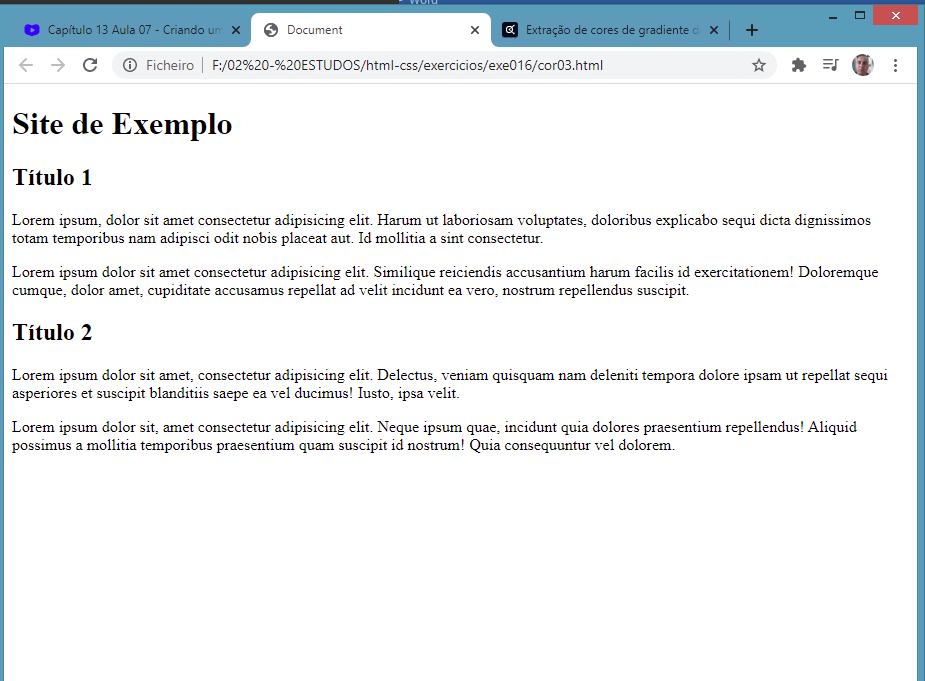 Word
Capítulo 13 Aula 07 - Criando un
Document
Extração de cores de gradiente d
Ficheiro
F:/02%20-%20ESTUDOS/html-css/exercicios/exe016/cor03.html
Site de Exemplo
Título 1
Lorem ipsum, dolor sit amet consectetur adipisicing elit. Harum ut laboriosam voluptates, doloribus explicabo sequi dicta dignissimos
totam temporibus nam adipisci odit nobis placeat aut. Id mollitia a sint consectetur.
Lorem ipsum dolor sit amet consectetur adipisicing elit. Similique reiciendis accusantium harum facilis id exercitationem! Doloremque
cumque, dolor amet, cupiditate accusamus repellat ad velit incidunt ea vero, nostrum repellendus suscipit.
Título 2
Lorem ipsum dolor sit amet, consectetur adipisicing elit. Delectus, veniam quisquam nam deleniti tempora dolore ipsam ut repellat sequi
asperiores et suscipit blanditiis saepe ea vel ducimus! Iusto, ipsa velit.
Lorem ipsum dolor sit, amet consectetur adipisicing elit. Neque ipsum quae, incidunt quia dolores praesentium repellendus! Aliquid
possimus a mollitia temporibus praesentium quam suscipit id nostrum! Quia consequuntur vel dolorem.